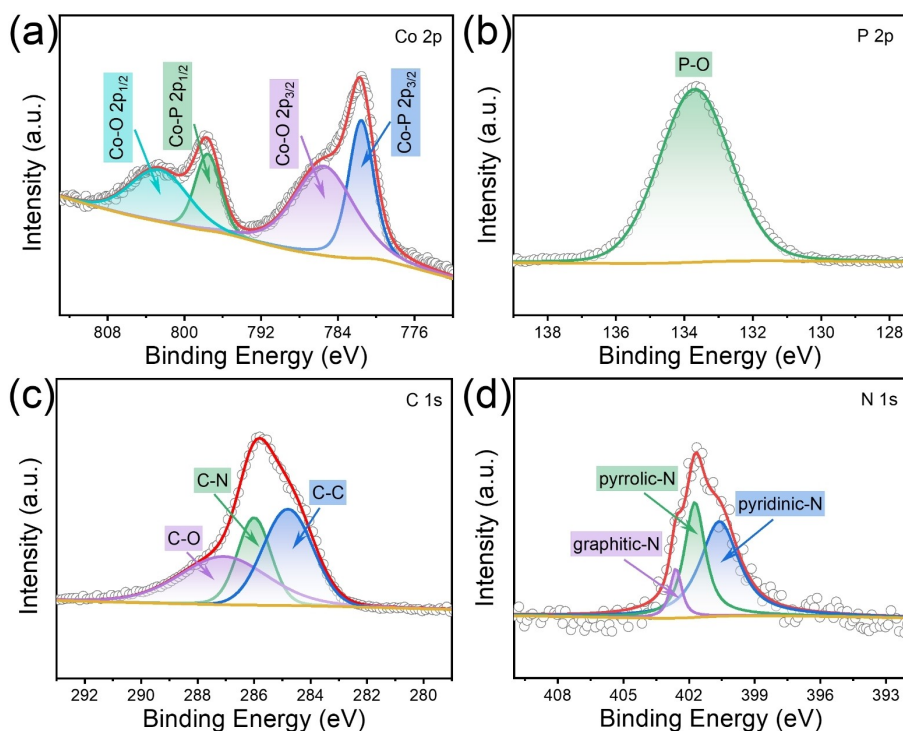 (a)
Co 2p
Co-O 2p1/2
Co-P 2p1/2
Co-O 2p3/2
Co-P 2p3/2
Intensity (a.u.)
808 800 792 784 776
Binding Energy (eV)
(b)
P 2p
P-O
Intensity (a.u.)
138 136 134 132 130 128
Binding Energy (eV)
(c)
C 1s
C-N
C-C
C-O
Intensity (a.u.)
292 290 288 286 284 282 280
Binding Energy (eV)
(d)
N 1s
pyrrolic-N
pyridinic-N
graphitic-N
Intensity (a.u.)
408 405 402 399 396 393
Binding Energy (eV)